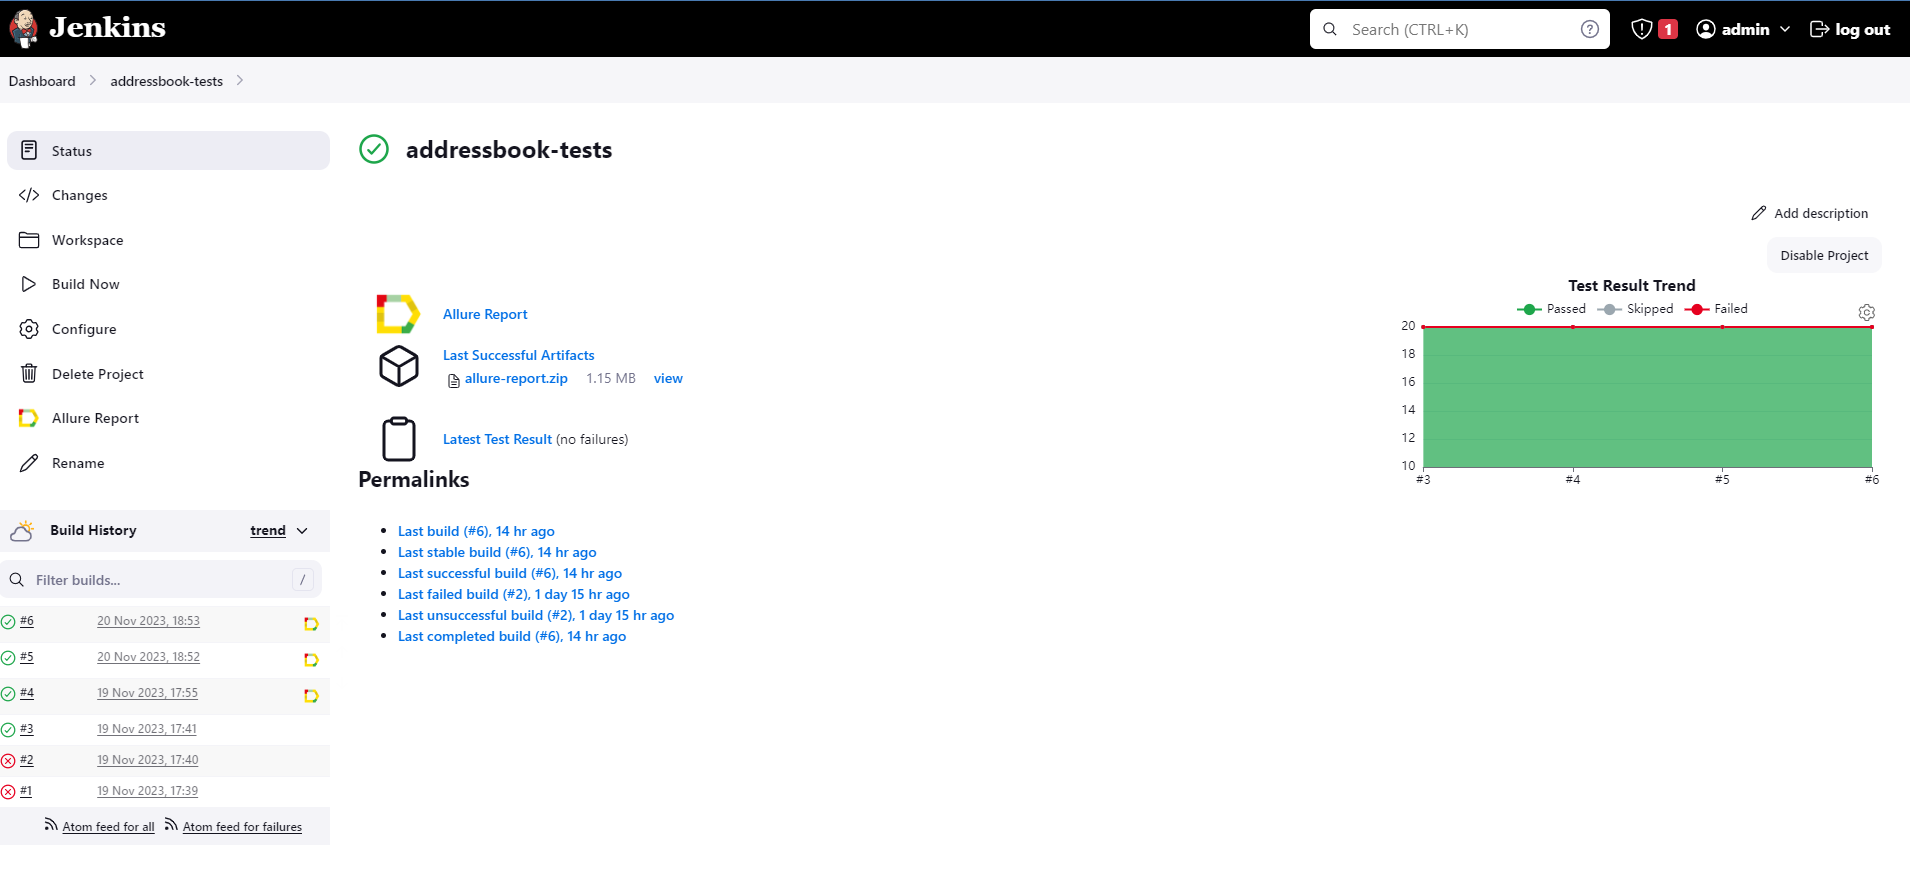 Jenkins
Search (CTRL+K)
1
admin
log out
Dashboard
addressbook-tests
Status
Changes
Workspace
Build Now
Configure
Delete Project
Allure Report
Rename
Build History
trend
Filter builds...
/
#6 20 Nov 2023, 18:53
#5 20 Nov 2023, 18:52
#4 19 Nov 2023, 17:55
#3 19 Nov 2023, 17:41
#2 19 Nov 2023, 17:40
#1 19 Nov 2023, 17:39
Atom feed for all
Atom feed for failures
addressbook-tests
Add description
Disable Project
Allure Report
Last Successful Artifacts
allure-report.zip 1.15 MB view
Latest Test Result (no failures)
Permalinks
Last build (#6), 14 hr ago
Last stable build (#6), 14 hr ago
Last successful build (#6), 14 hr ago
Last failed build (#2), 1 day 15 hr ago
Last unsuccessful build (#2), 1 day 15 hr ago
Last completed build (#6), 14 hr ago
Test Result Trend
Passed Skipped Failed
20
18
16
14
12
10
#3 #4 #5 #6